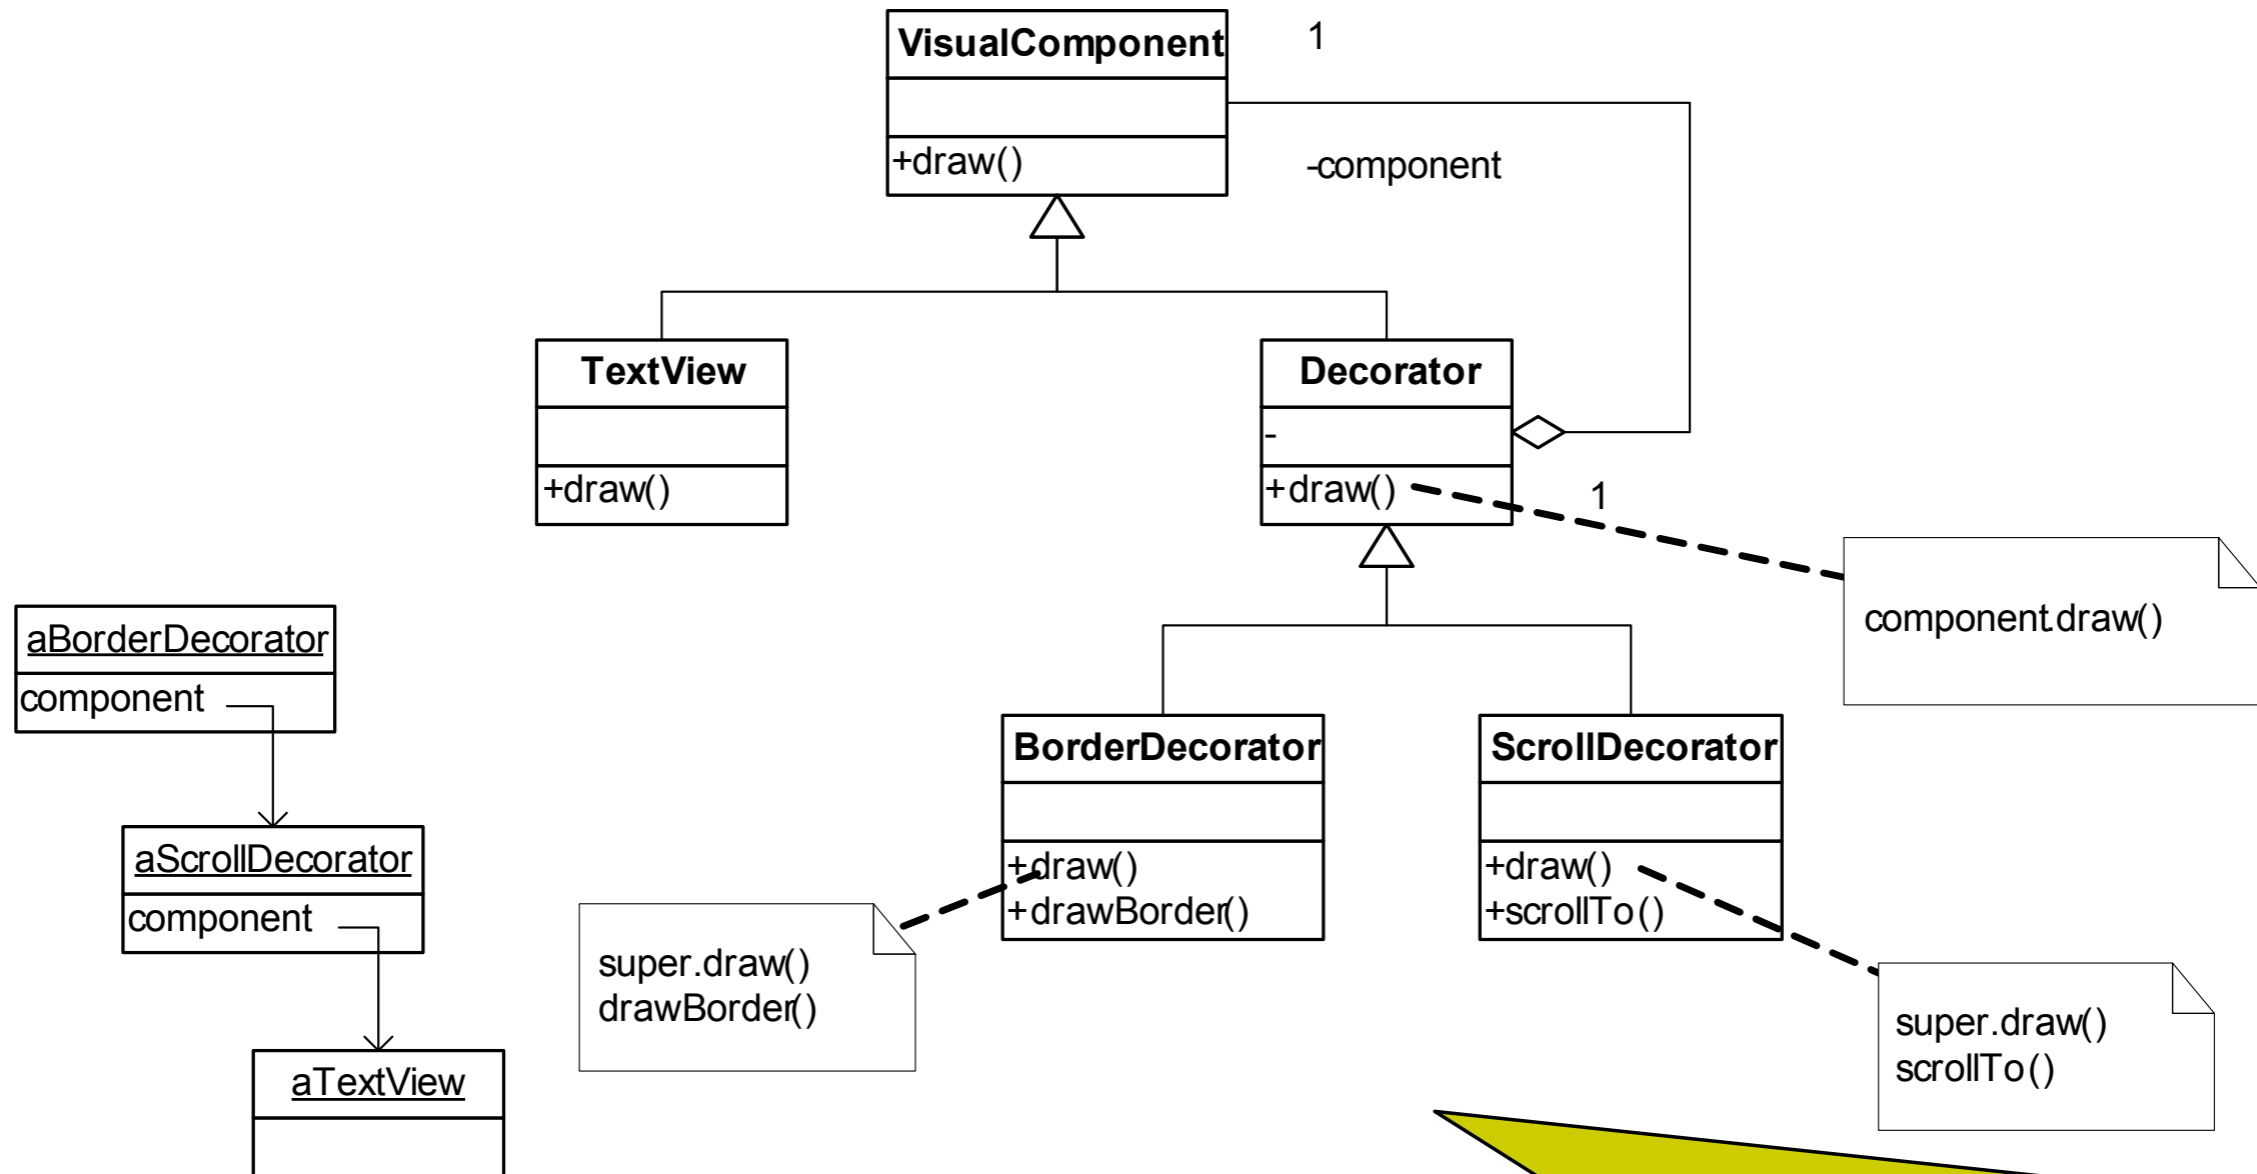 VisualComponent
1
+draw()
-component
TextView
+draw()
Decorator
-
+draw()
1
component.draw()
aBorderDecorator
component
aScrollDecorator
component
aTextView
BorderDecorator
+draw()
+drawBorder()
ScrollDecorator
+draw()
+scrollTo()
super.draw()
drawBorder()
super.draw()
scrollTo()